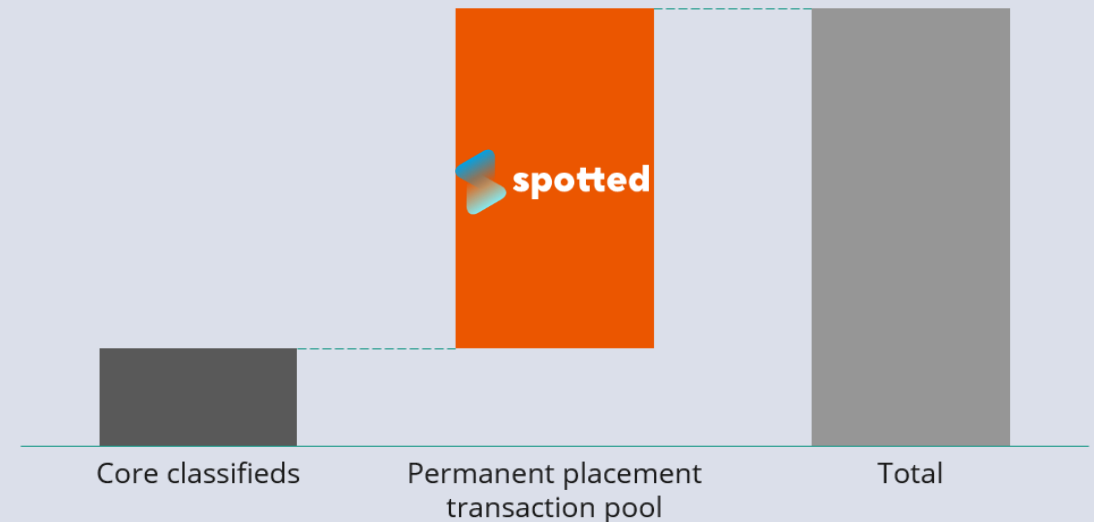 spotted
Core classifieds
Permanent placement
transaction pool
Total